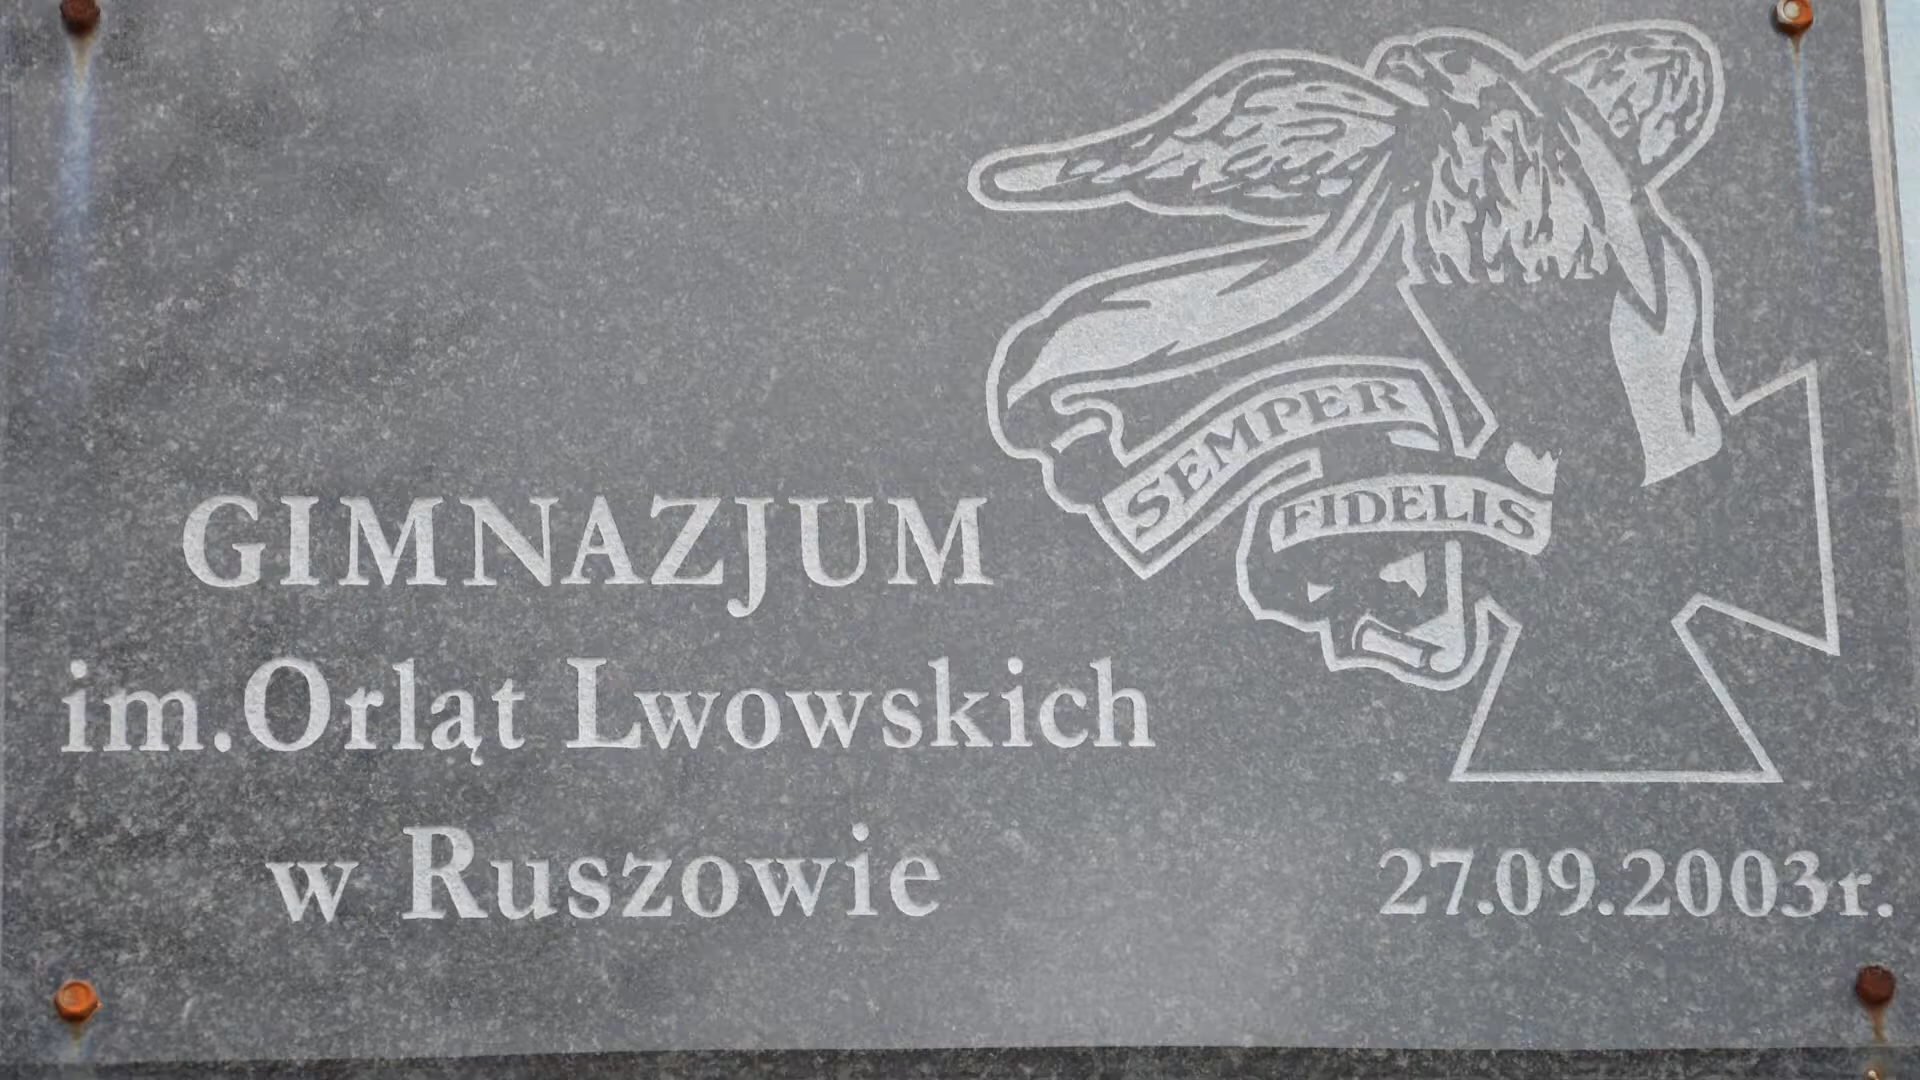 SEMPER
FIDELIS
GIMNAZJUM
im.Orląt Lwowskich
w Ruszowie
27.09.2003r.